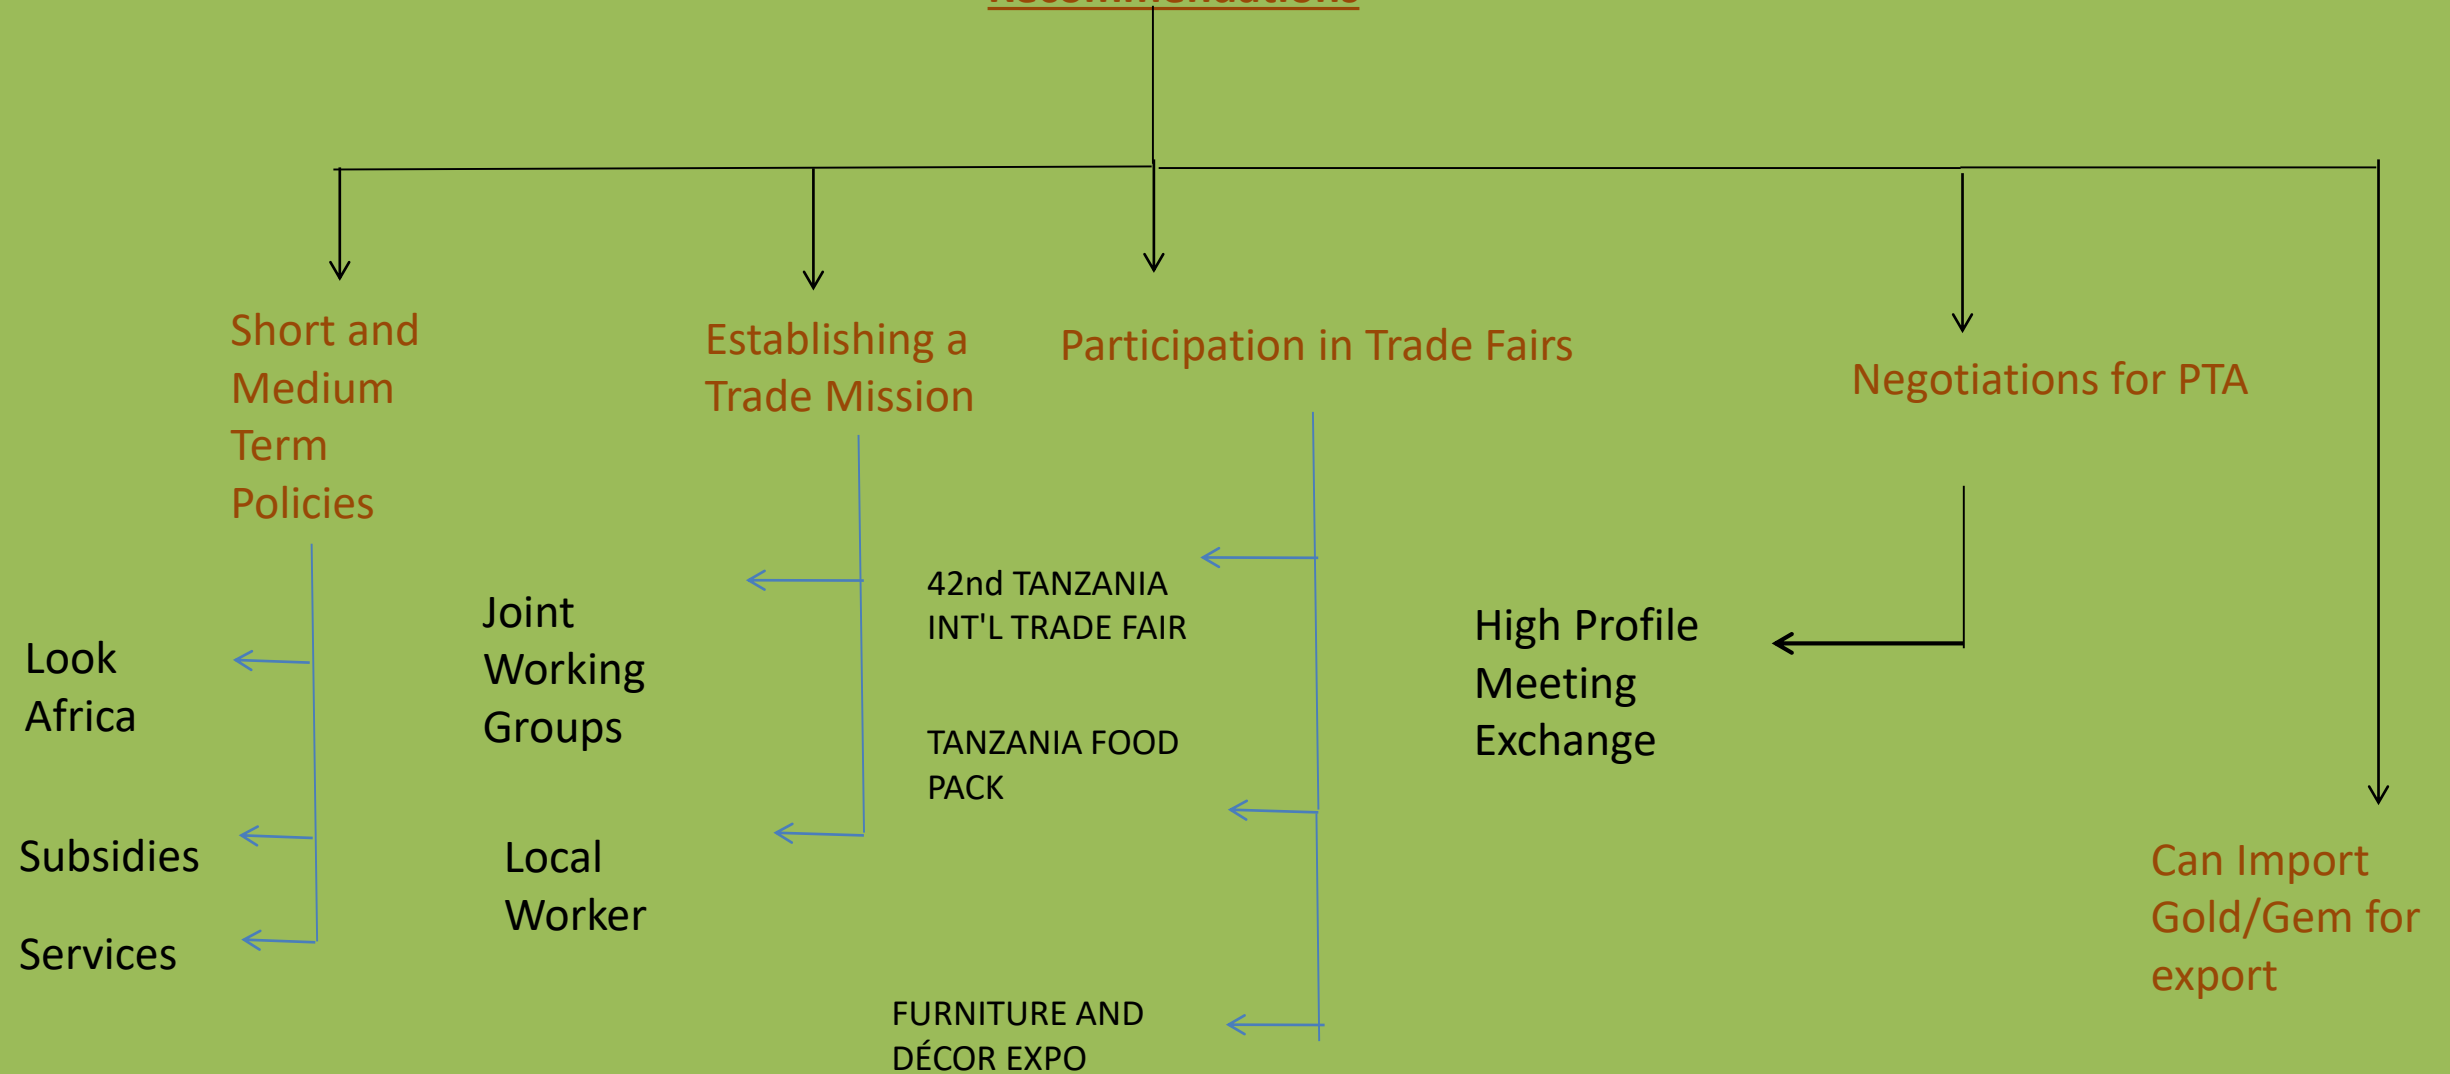 Recommendations
Short and
Medium
Term
Policies
Look
Africa
Subsidies
Services
Establishing a
Trade Mission
Joint
Working
Groups
Local
Worker
Participation in Trade Fairs
42nd TANZANIA
INT'L TRADE FAIR
TANZANIA FOOD
PACK
FURNITURE AND
DÉCOR EXPO
Negotiations for PTA
High Profile
Meeting
Exchange
Can Import
Gold/Gem for
export